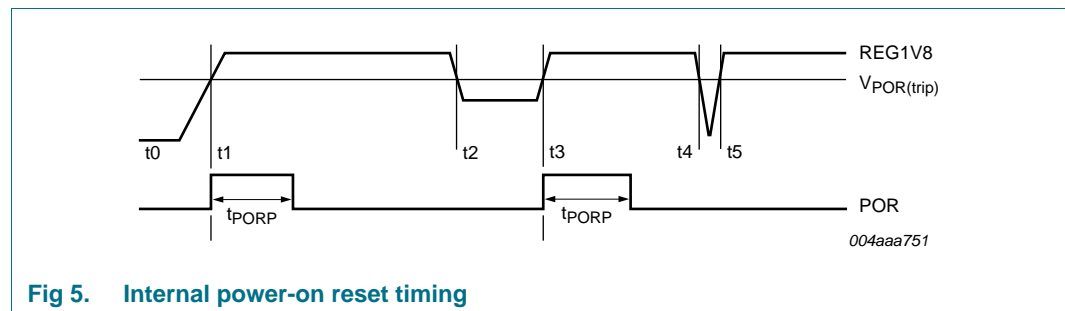 REG1V8
VPOR(trip)
t0 t1 t2 t3 t4 t5
tPORP tPORP
POR
004aaa751
Fig 5. Internal power-on reset timing